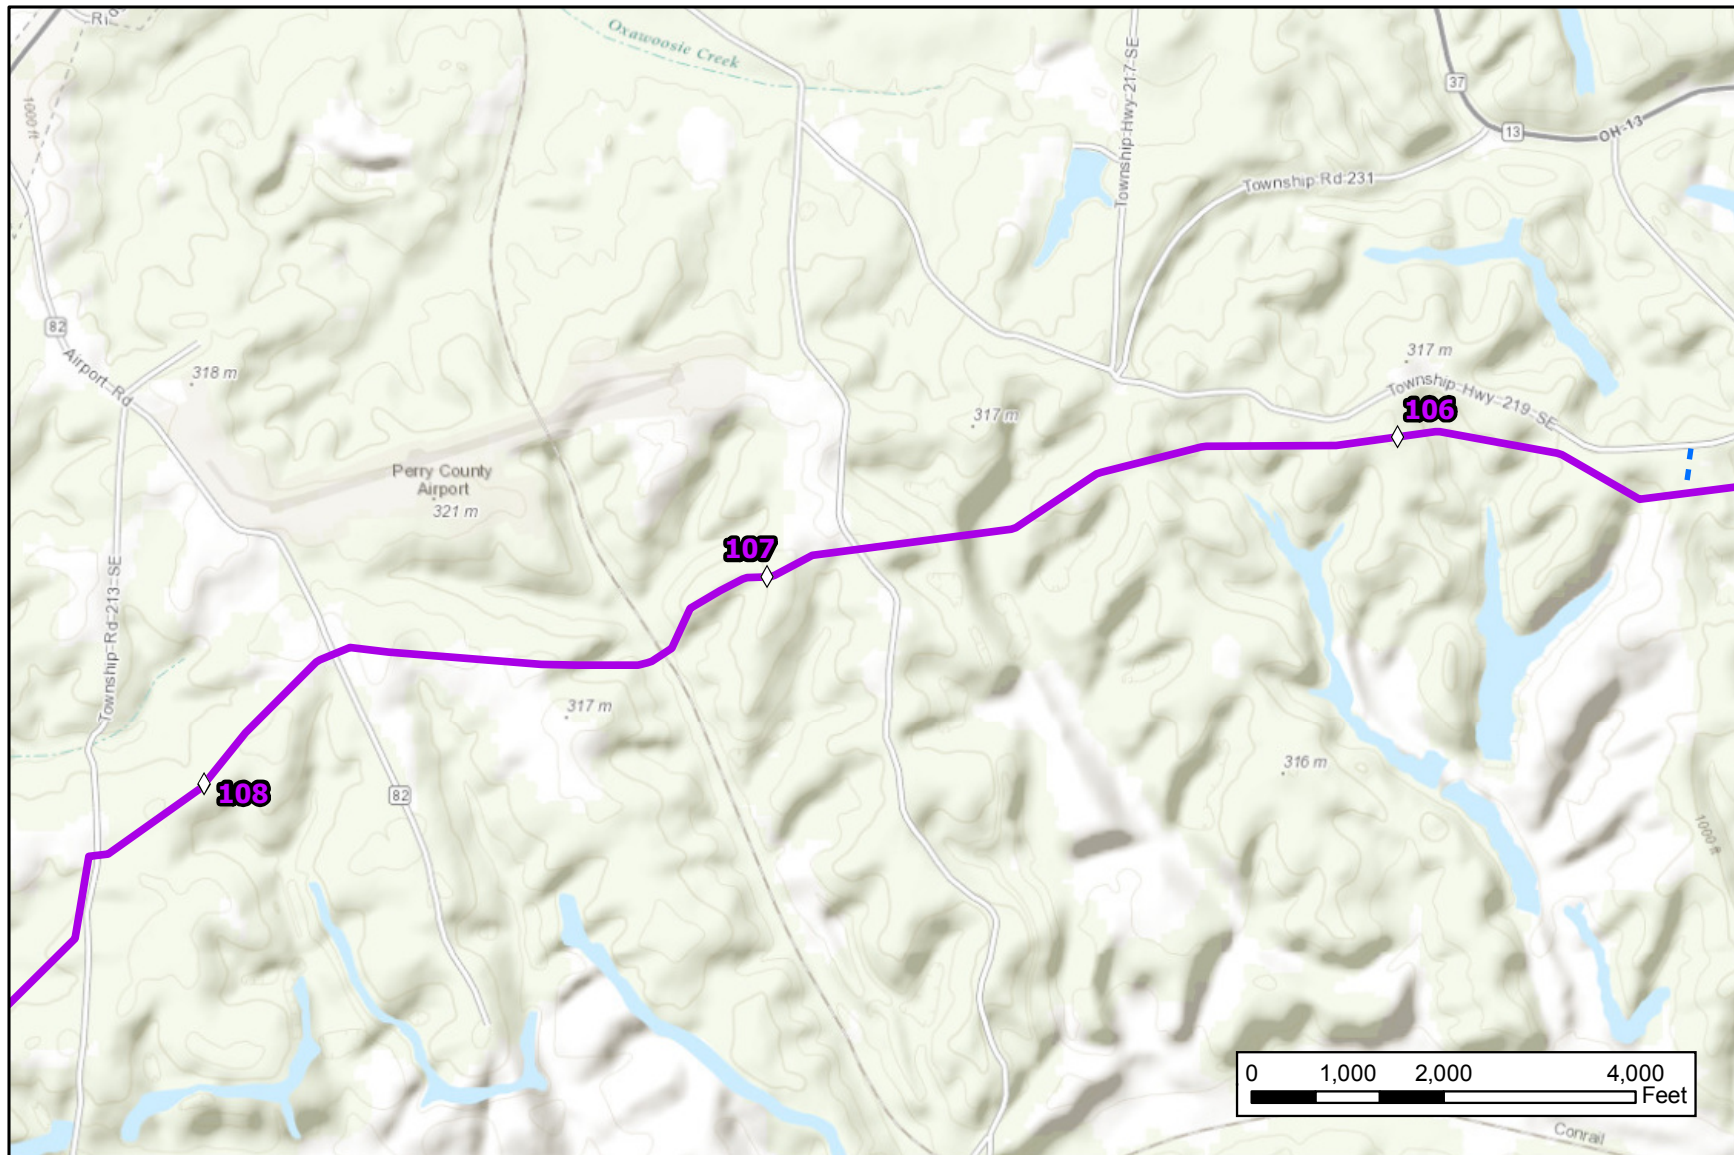 Oxawoosie Creek
1000 ft
Township Hwy 217 SE
37
13
OH-13
Township Rd 231
82
Airport Rd
318 m
317 m
317 m
Township Hwy 219 SE
106
Perry County
Airport
321 m
107
Township Rd 213 SE
317 m
108
82
316 m
1000 ft
0 1,000 2,000 4,000
Feet
Conrail